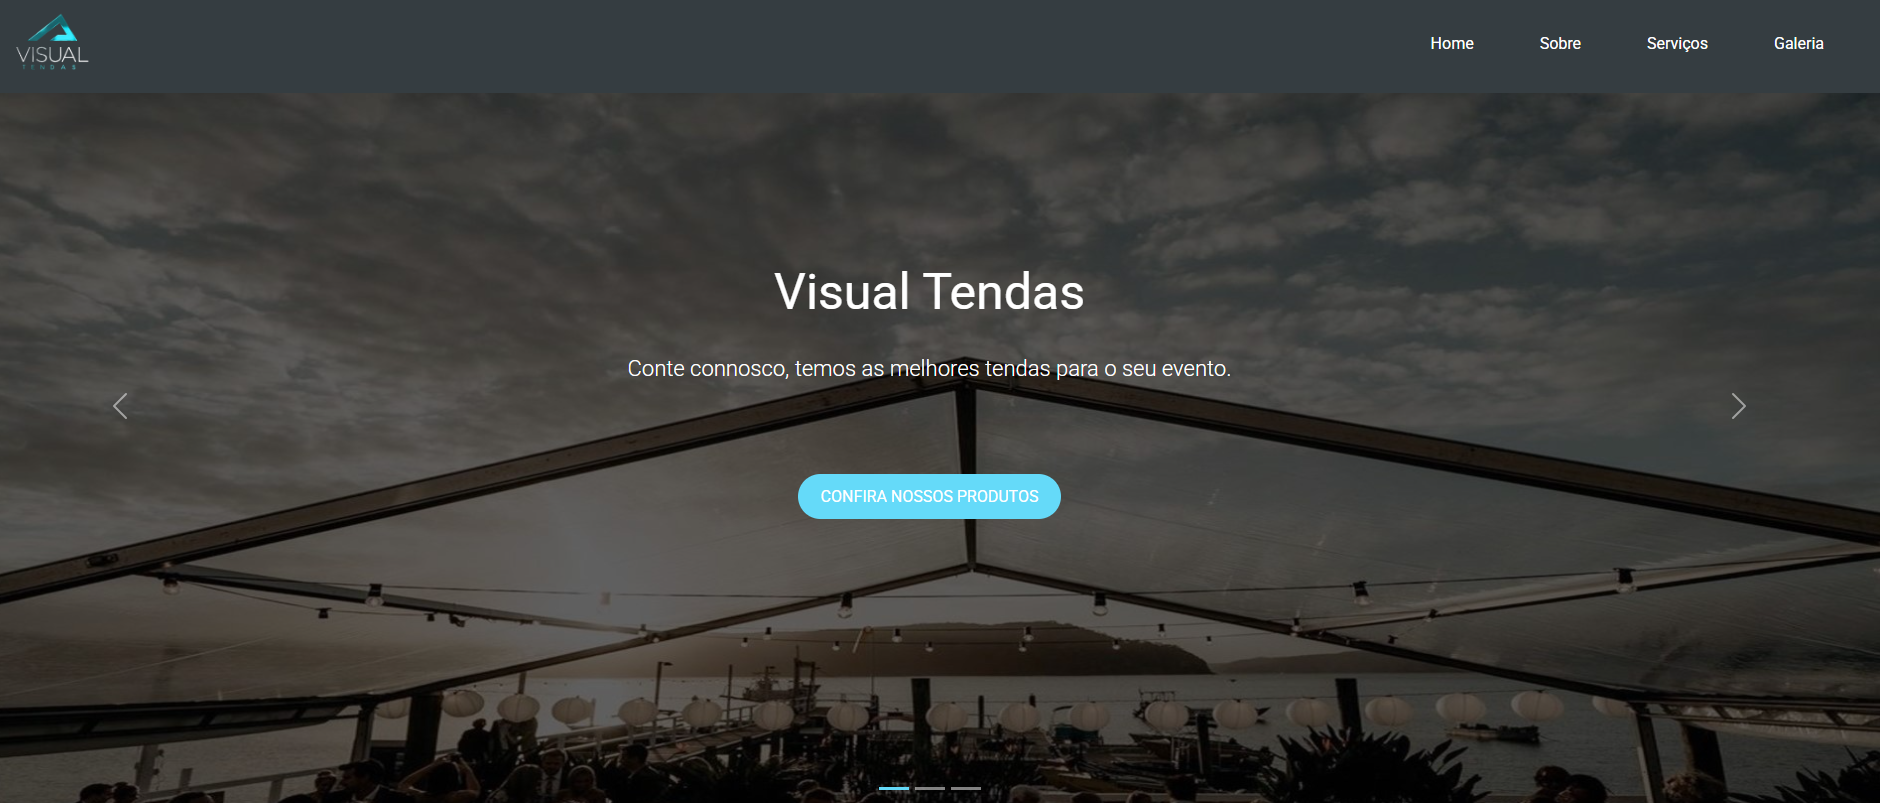 VISUAL
TENDAS
Home
Sobre
Serviços
Galeria
Visual Tendas
Conte connosco, temos as melhores tendas para o seu evento.
CONFIRA NOSSOS PRODUTOS